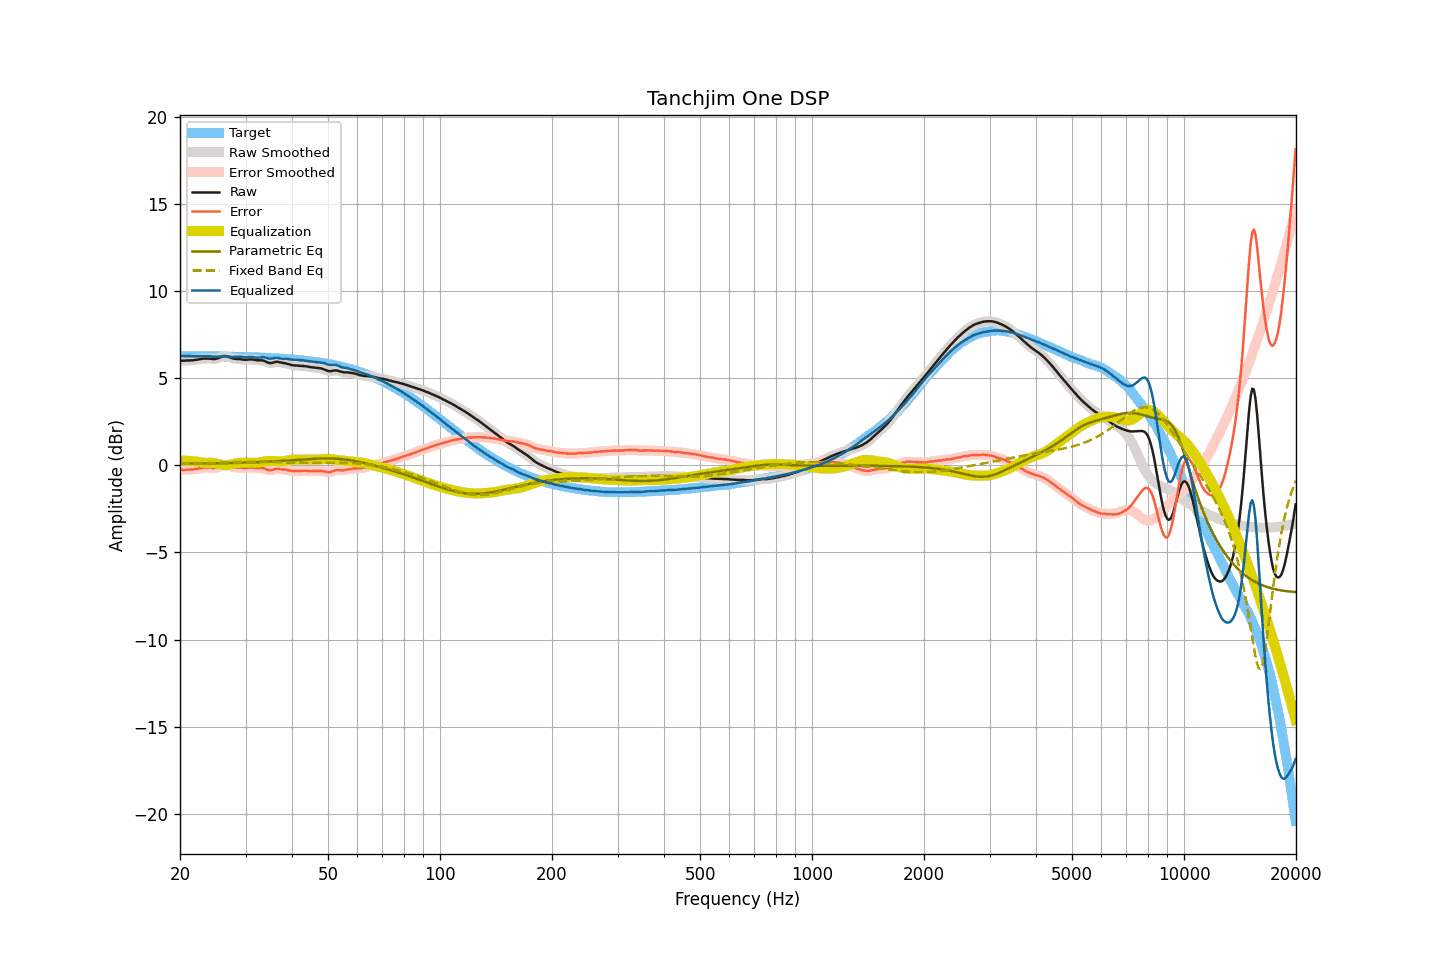 Tanchjim One DSP
20
15
10
5
0
−5
−10
−15
−20
Amplitude (dBr)
Target
Raw Smoothed
Error Smoothed
Raw
Error
Equalization
Parametric Eq
Fixed Band Eq
Equalized
20 50 100 200 500 1000 2000 5000 10000 20000
Frequency (Hz)